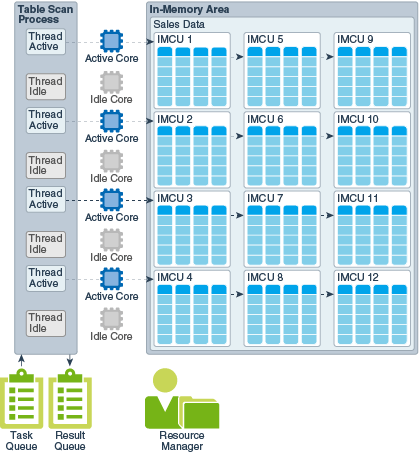 Table Scan
Process
In-Memory Area
Sales Data
Thread
Active
Active Core
IMCU 1
IMCU 5
IMCU 9
Thread
Idle
Idle Core
Thread
Active
Active Core
IMCU 2
IMCU 6
IMCU 10
Thread
Idle
Idle Core
Thread
Active
Active Core
IMCU 3
IMCU 7
IMCU 11
Thread
Idle
Idle Core
Thread
Active
Active Core
IMCU 4
IMCU 8
IMCU 12
Thread
Idle
Idle Core
Task
Queue
Result
Queue
Resource
Manager